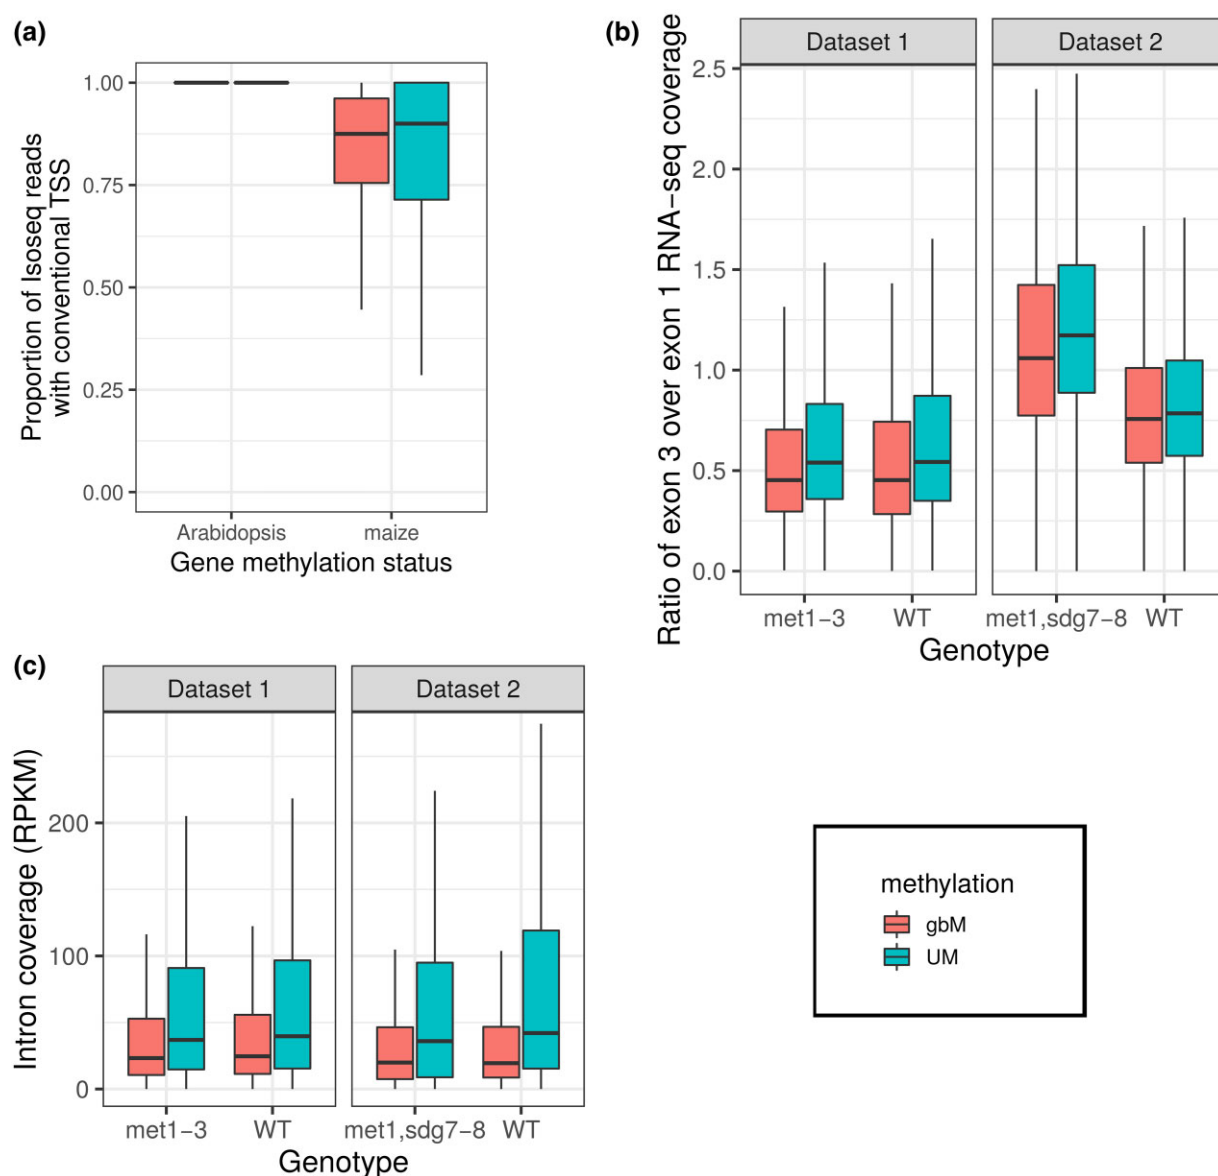 (a)
Proportion of Isoseq reads
with conventional TSS
1.00
0.75
0.50
0.25
0.00
Arabidopsis maize
Gene methylation status
(b)
Ratio of exon 3 over exon 1 RNA-seq coverage
Dataset 1 Dataset 2
2.5
2.0
1.5
1.0
0.5
0.0
met1-3 WT met1,sdg7-8 WT
Genotype
(c)
Intron coverage (RPKM)
Dataset 1 Dataset 2
200
100
0
met1-3 WT met1,sdg7-8 WT
Genotype
methylation
gbM
UM